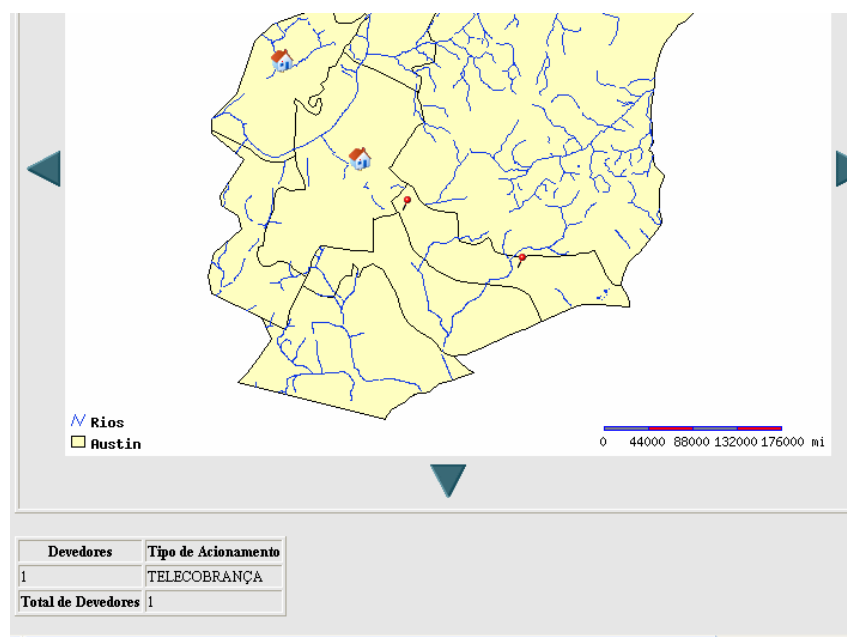 Rios
Austin
0 44000 88000 132000 176000 mi
Devedores Tipo de Acionamento
1 TELECOBRANÇA
Total de Devedores 1